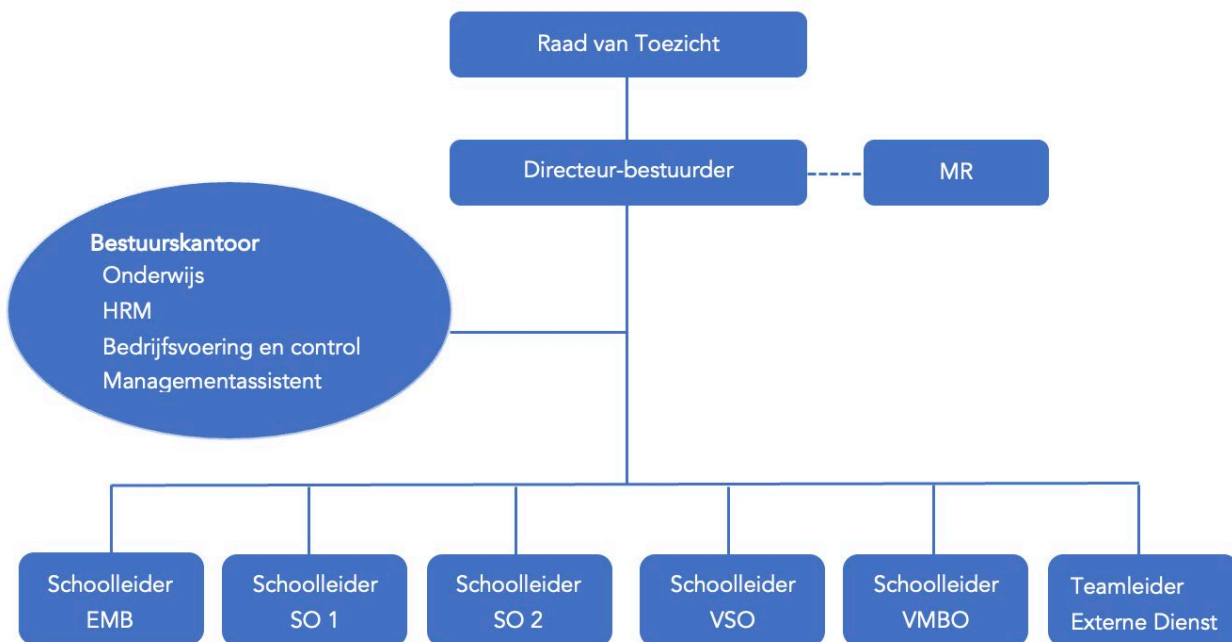 Raad van Toezicht
Directeur-bestuurder
MR
Bestuurskantoor
Onderwijs
HRM
Bedrijfsvoering en control
Managementassistent
Schoolleider
EMB
Schoolleider
SO 1
Schoolleider
SO 2
Schoolleider
VSO
Schoolleider
VMBO
Teamleider
Externe Dienst